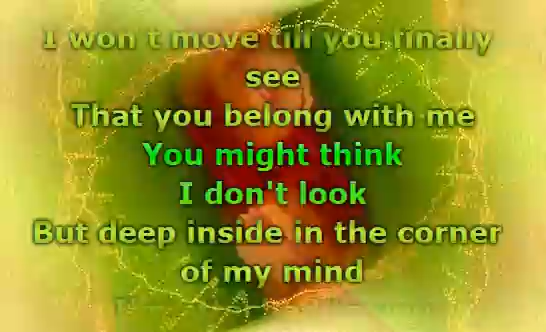 I won't move till you finally
see
That you belong with me
You might think
I don't look
But deep inside in the corner
of my mind